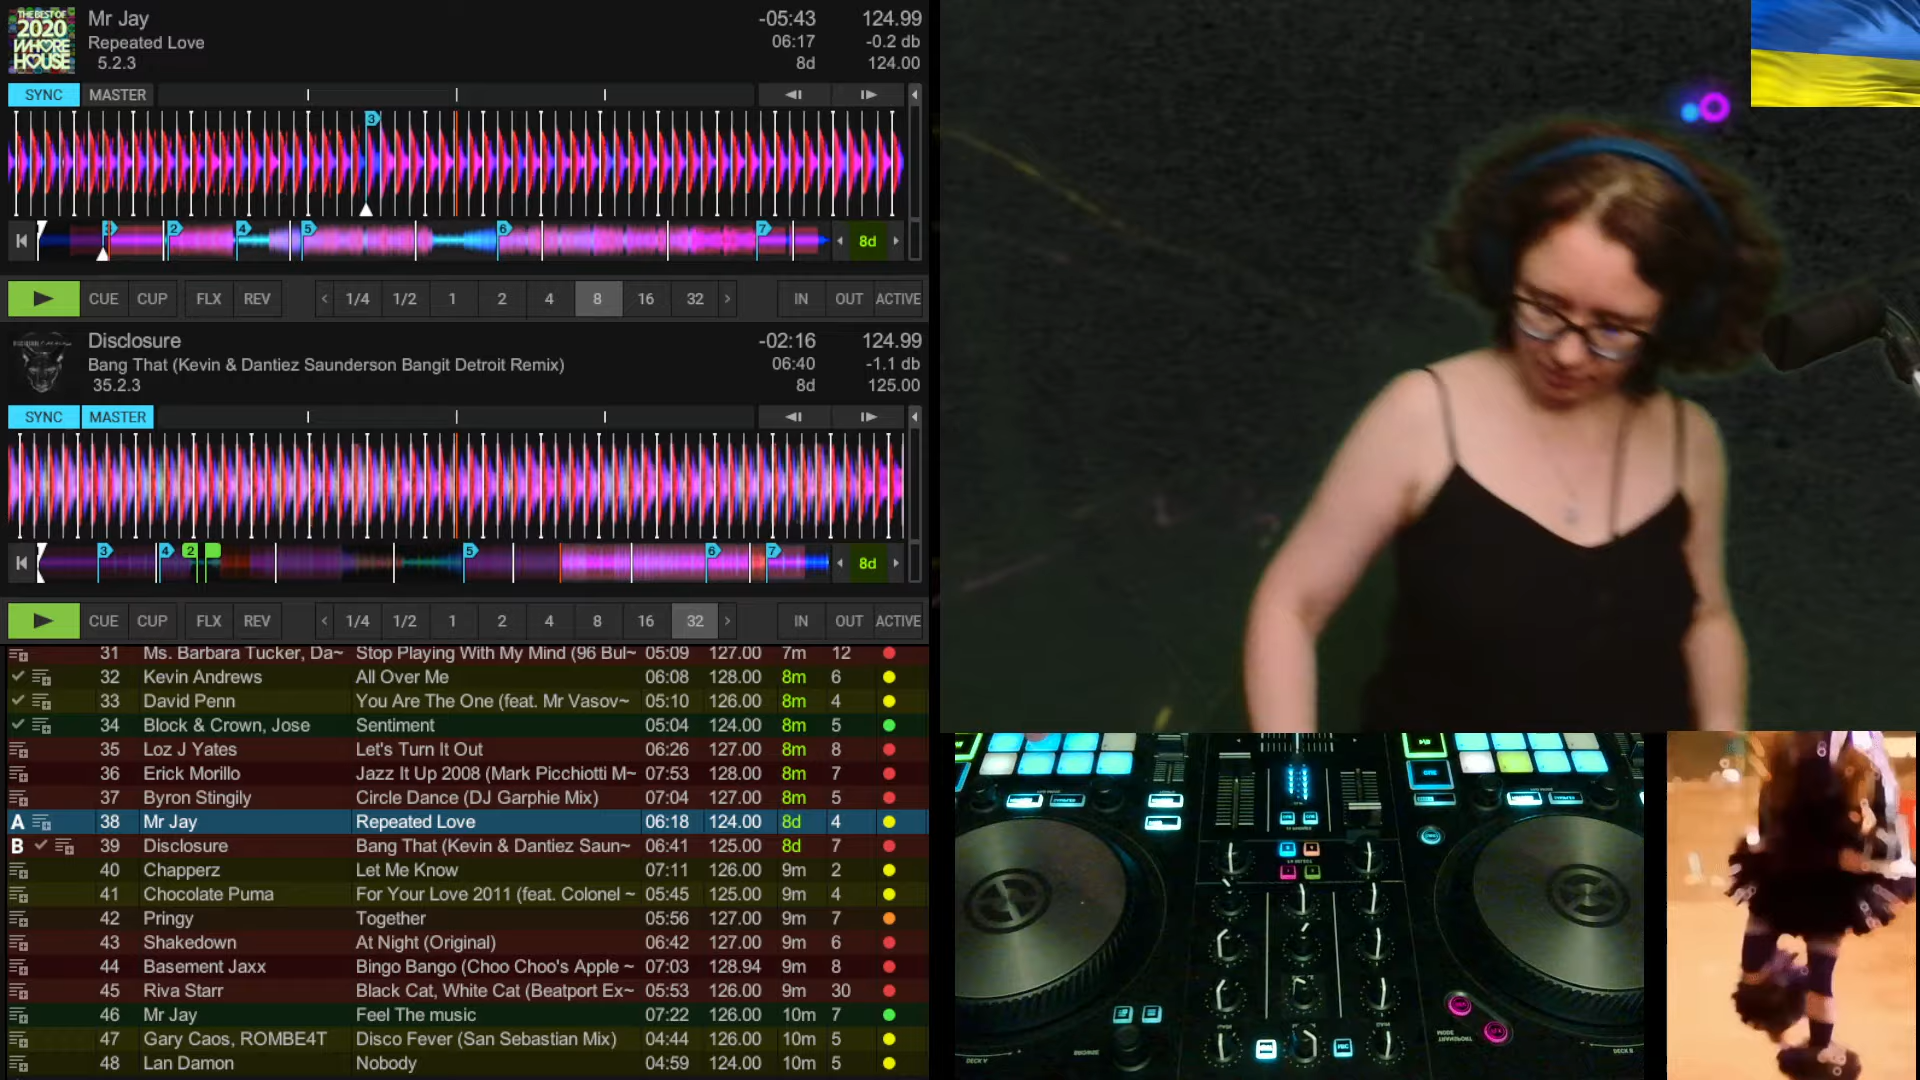 THE BEST OF
2020
WHORE
HOUSE
Mr Jay
-05:43
124.99
Repeated Love
06:17
-0.2 db
5.2.3
8d
124.00
SYNC MASTER
3
2 4 5 6 7
8d
CUE CUP FLX REV 1/4 1/2 1 2 4 8 16 32 IN OUT ACTIVE
Disclosure
-02:16
124.99
Bang That (Kevin & Dantiez Saunderson Bangit Detroit Remix)
06:40
-1.1 db
35.2.3
8d
125.00
SYNC MASTER
3 4 2 5 6 7
8d
CUE CUP FLX REV 1/4 1/2 1 2 4 8 16 32 IN OUT ACTIVE
31 Ms. Barbara Tucker, Da~ Stop Playing With My Mind (96 Bul~ 05:09 127.00 7m 12
32 Kevin Andrews All Over Me 06:08 128.00 8m 6
33 David Penn You Are The One (feat. Mr Vasov~ 05:10 126.00 8m 4
34 Block & Crown, Jose Sentiment 05:04 124.00 8m 5
35 Loz J Yates Let's Turn It Out 06:26 127.00 8m 8
36 Erick Morillo Jazz It Up 2008 (Mark Picchiotti M~ 07:53 128.00 8m 7
37 Byron Stingily Circle Dance (DJ Garphie Mix) 07:04 127.00 8m 5
A 38 Mr Jay Repeated Love 06:18 124.00 8d 4
B 39 Disclosure Bang That (Kevin & Dantiez Saun~ 06:41 125.00 8d 7
40 Chapperz Let Me Know 07:11 126.00 9m 2
41 Chocolate Puma For Your Love 2011 (feat. Colonel ~ 05:45 125.00 9m 4
42 Pringy Together 05:56 127.00 9m 7
43 Shakedown At Night (Original) 06:42 127.00 9m 6
44 Basement Jaxx Bingo Bango (Choo Choo's Apple ~ 07:03 128.94 9m 8
45 Riva Starr Black Cat, White Cat (Beatport Ex~ 05:53 126.00 9m 30
46 Mr Jay Feel The music 07:22 126.00 10m 7
47 Gary Caos, ROMBE4T Disco Fever (San Sebastian Mix) 04:44 126.00 10m 5
48 Lan Damon Nobody 04:59 124.00 10m 5